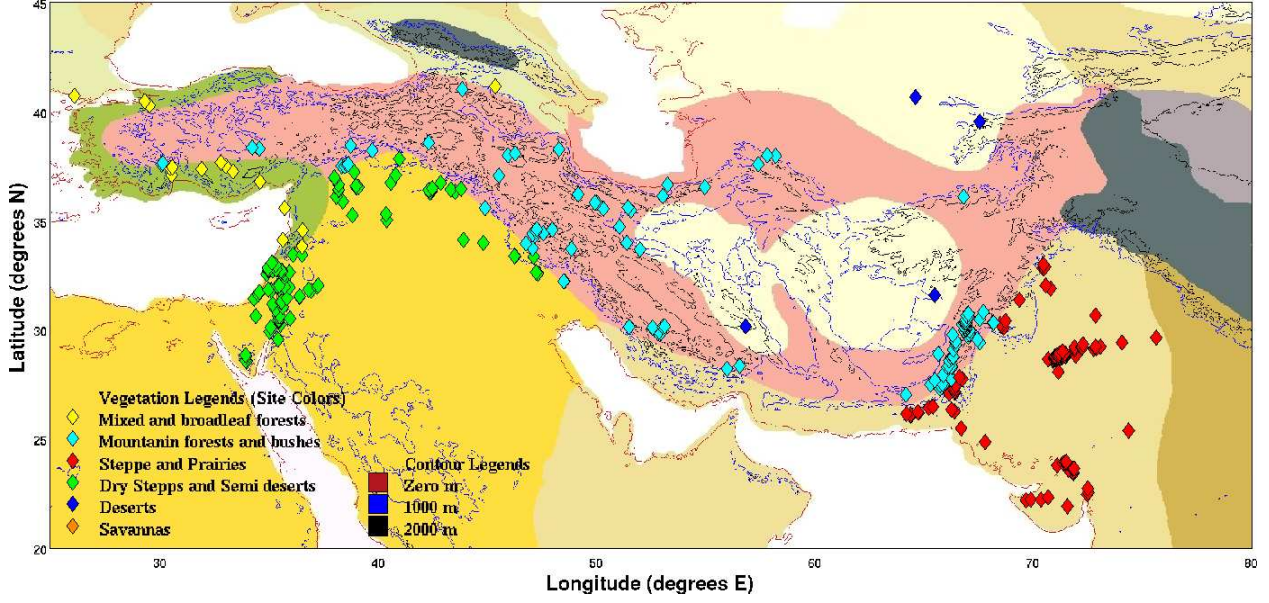 45
40
35
30
25
20
Latitude (degrees N)
Vegetation Legends (Site Colors)
Mixed and broadleaf forests
Mountanin forests and bushes
Steppe and Prairies
Dry Stepps and Semi deserts
Deserts
Savannas
Contour Legends
Zero m
1000 m
2000 m
30
40
50
60
70
80
Longitude (degrees E)